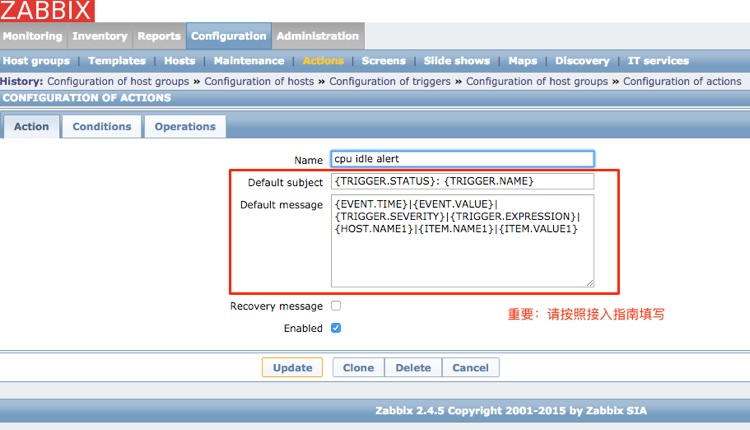 ZABBIX
Monitoring Inventory Reports Configuration Administration
Host groups Templates Hosts Maintenance Actions Screens Slide shows Maps Discovery IT services
History: Configuration of host groups » Configuration of hosts » Configuration of triggers » Configuration of host groups » Configuration of actions
CONFIGURATION OF ACTIONS
Action Conditions Operations
Name cpu idle alert
Default subject {TRIGGER.STATUS}: {TRIGGER.NAME}
Default message {EVENT.TIME}|{EVENT.VALUE}|
{TRIGGER.SEVERITY}|{TRIGGER.EXPRESSION}|
{HOST.NAME1}|{ITEM.NAME1}|{ITEM.VALUE1}
Recovery message
重要：请按照接入指南填写
Enabled
Update Clone Delete Cancel
Zabbix 2.4.5 Copyright 2001-2015 by Zabbix SIA